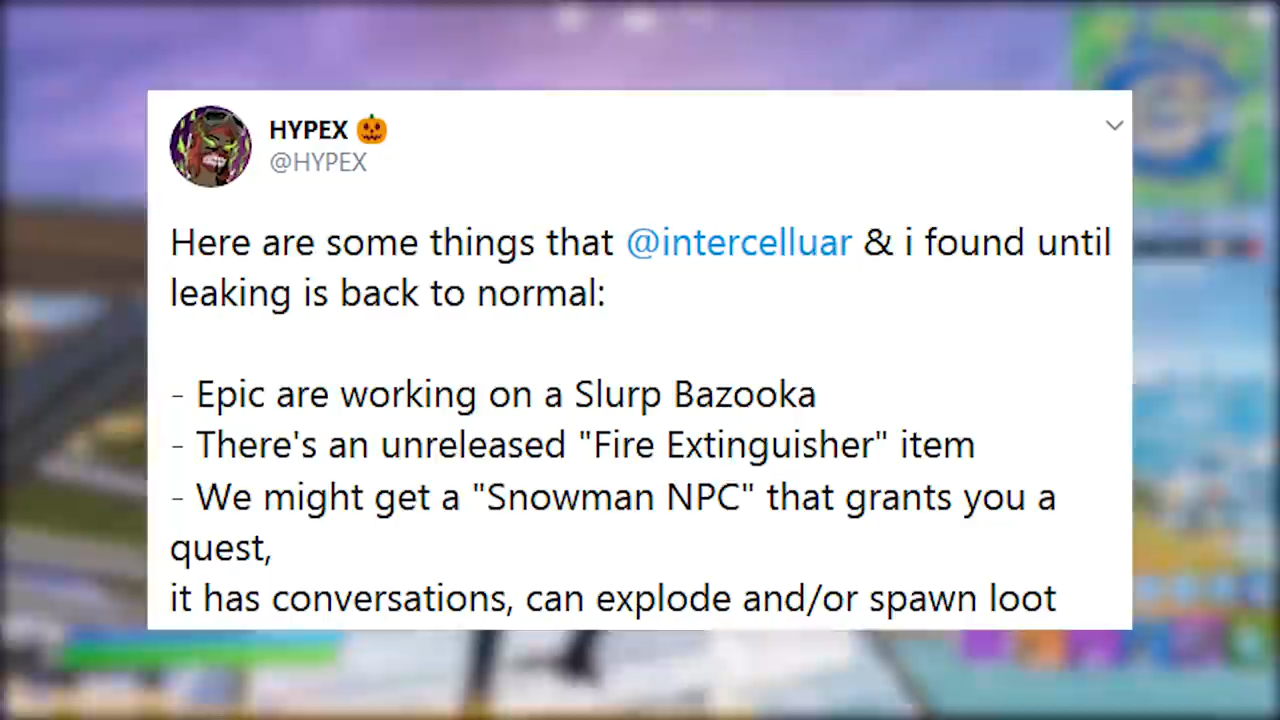 HYPEX 🎃
@HYPEX
Here are some things that @intercelluar & i found until
leaking is back to normal:
- Epic are working on a Slurp Bazooka
- There's an unreleased "Fire Extinguisher" item
- We might get a "Snowman NPC" that grants you a
quest,
it has conversations, can explode and/or spawn loot